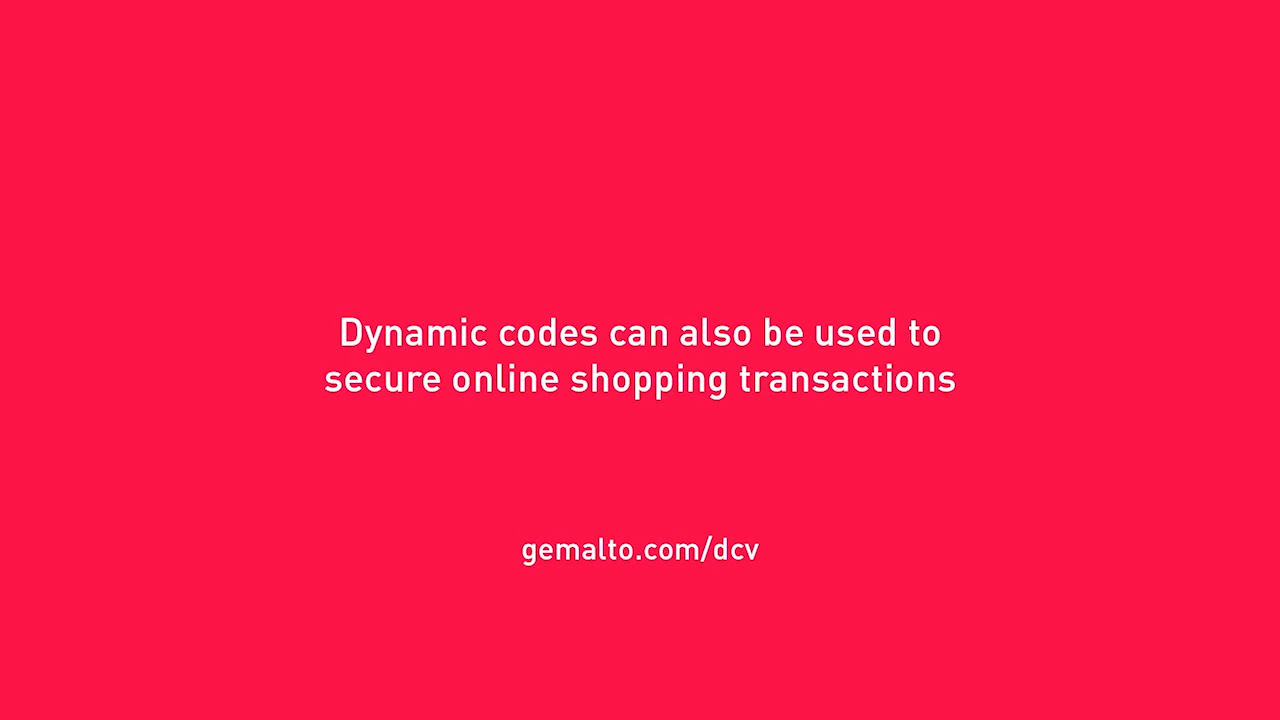 Dynamic codes can also be used to
secure online shopping transactions
gemalto.com/dcv